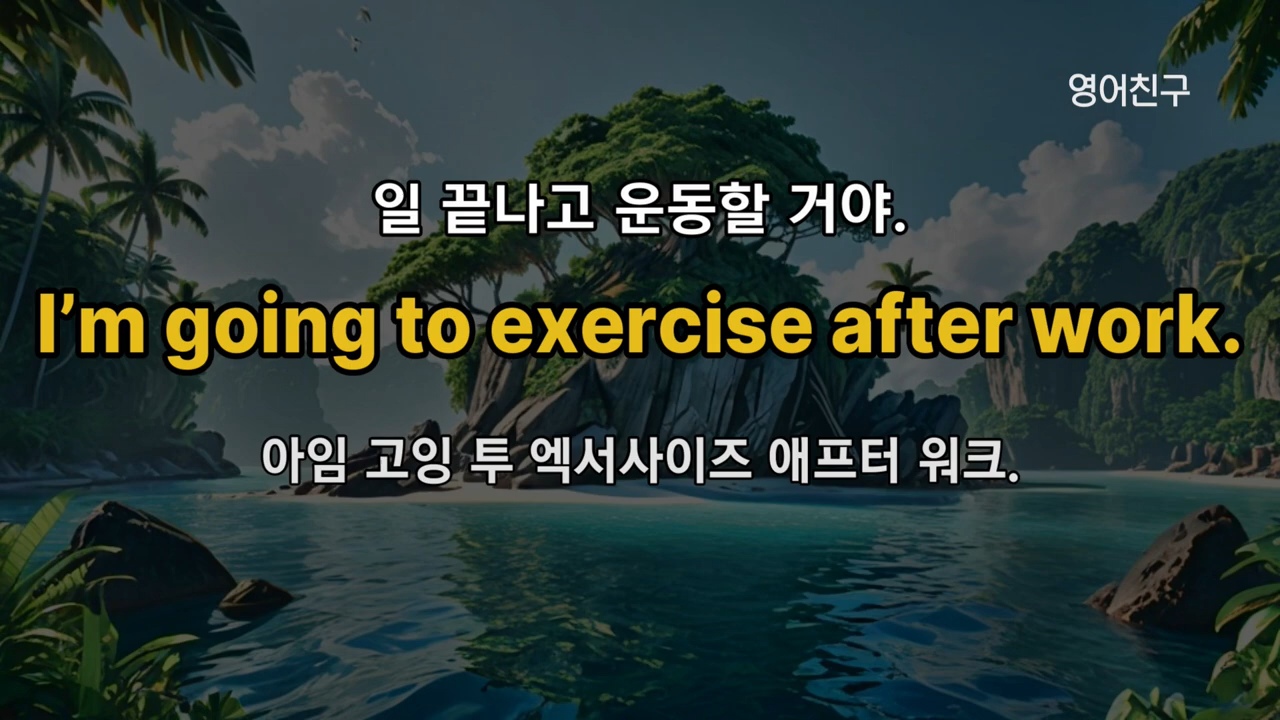 영어친구
일 끝나고 운동할 거야.
I’m going to exercise after work.
아임 고잉 투 엑서사이즈 애프터 워크.